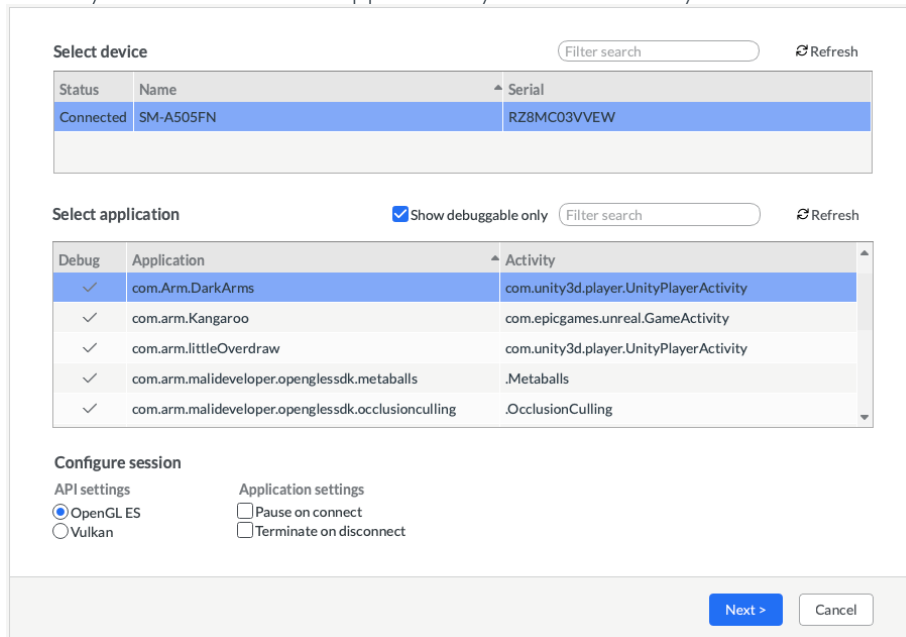 Select device Filter search Refresh
Status Name Serial
Connected SM-A505FN RZ8MC03VVEW
Select application Show debuggable only Filter search Refresh
Debug Application Activity
com.Arm.DarkArms com.unity3d.player.UnityPlayerActivity
com.arm.Kangaroo com.epicgames.unreal.GameActivity
com.arm.littleOverdraw com.unity3d.player.UnityPlayerActivity
com.arm.malideveloper.openglessdk.metaballs .Metaballs
com.arm.malideveloper.openglessdk.occlusionculling .OcclusionCulling
Configure session
API settings Application settings
OpenGL ES Pause on connect
Vulkan Terminate on disconnect
Next > Cancel